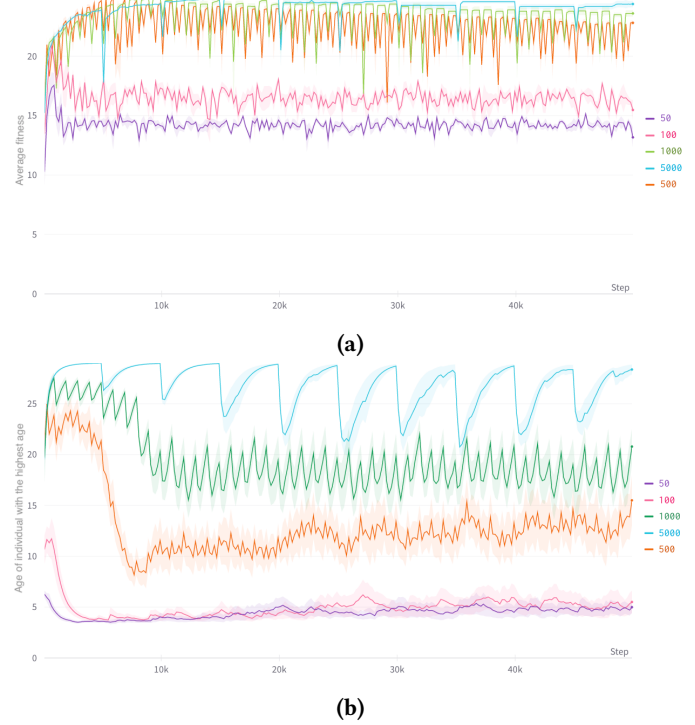 20
15
10
5
0
Average fitness
10k
20k
30k
40k
Step
50
100
1000
5000
500
(a)
25
20
15
10
5
0
Age of individual with the highest age
10k
20k
30k
40k
Step
50
100
1000
5000
500
(b)